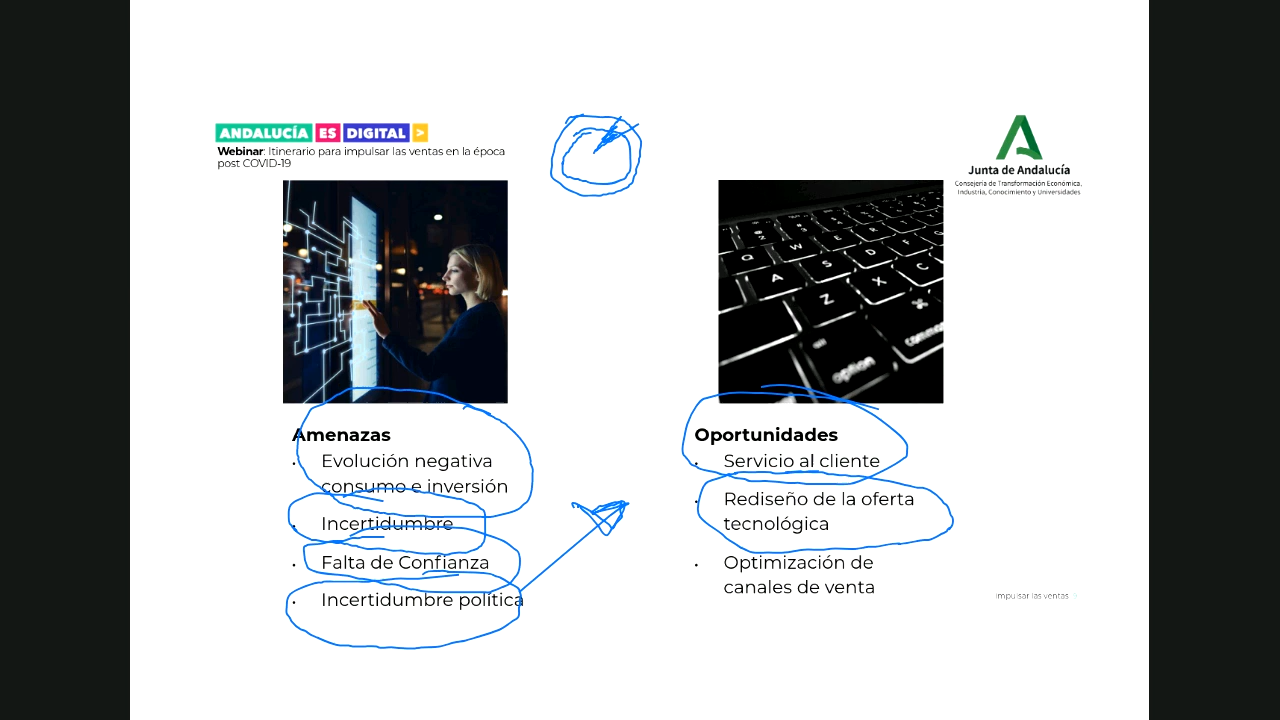 ANDALUCÍA ES DIGITAL >
Webinar: Itinerario para impulsar las ventas en la época
post COVID-19
Junta de Andalucía
Consejería de Transformación Económica,
Industria, Conocimiento y Universidades
Q W E R T
A S D F G
Z X C
option
Amenazas
• Evolución negativa
consumo e inversión
• Incertidumbre
• Falta de Confianza
• Incertidumbre política
Oportunidades
• Servicio al cliente
• Rediseño de la oferta
tecnológica
• Optimización de
canales de venta
impulsar las ventas